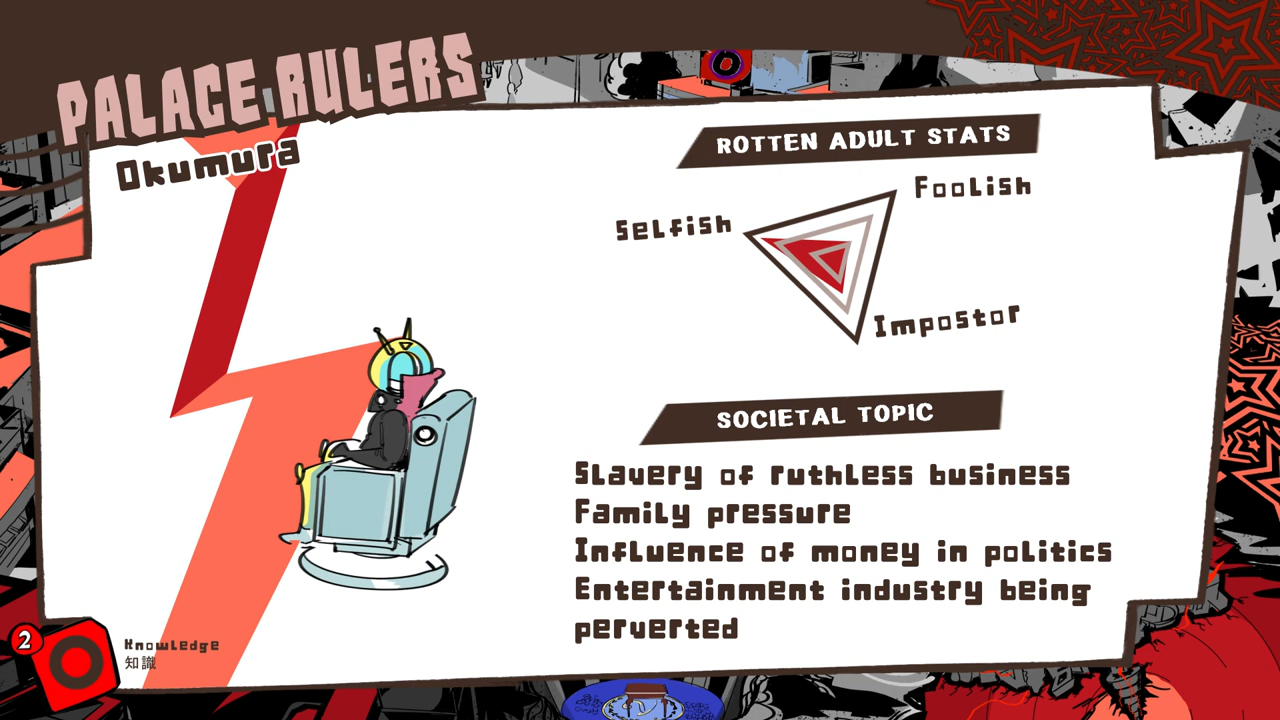 PALACE RULERS
Okumura
ROTTEN ADULT STATS
Foolish
Selfish
Impostor
SOCIETAL TOPIC
Slavery of ruthless business
Family pressure
Influence of money in politics
Entertainment industry being
perverted
2
Knowledge
知識